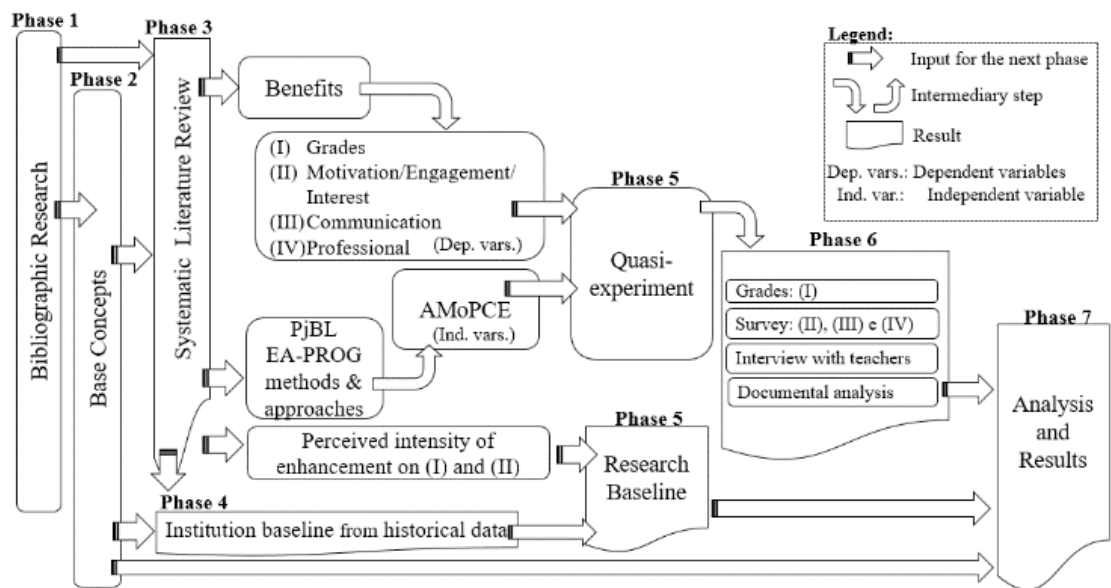 Phase 1
Bibliographic Research
Phase 2
Base Concepts
Phase 3
Systematic Literature Review
Benefits
(I) Grades
(II) Motivation/Engagement/
Interest
(III) Communication
(IV) Professional (Dep. vars.)
PjBL
EA-PROG
methods &
approaches
AMoPCE
(Ind. vars.)
Perceived intensity of
enhancement on (I) and (II)
Phase 4
Institution baseline from historical data
Phase 5
Quasi-
experiment
Phase 5
Research
Baseline
Legend:
Input for the next phase
Intermediary step
Result
Dep. vars.: Dependent variables
Ind. var.: Independent variable
Phase 6
Grades: (I)
Survey: (II), (III) e (IV)
Interview with teachers
Documental analysis
Phase 7
Analysis
and
Results